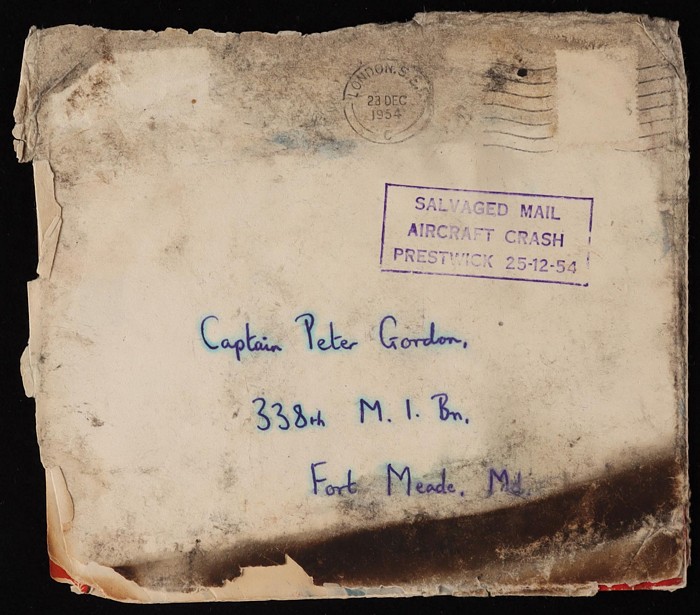 LONDON. S.E.
23 DEC
1954
C
SALVAGED MAIL
AIRCRAFT CRASH
PRESTWICK 25-12-54
Captain Peter Gordon,
338th M. I. Bn,
Fort Meade, Md.